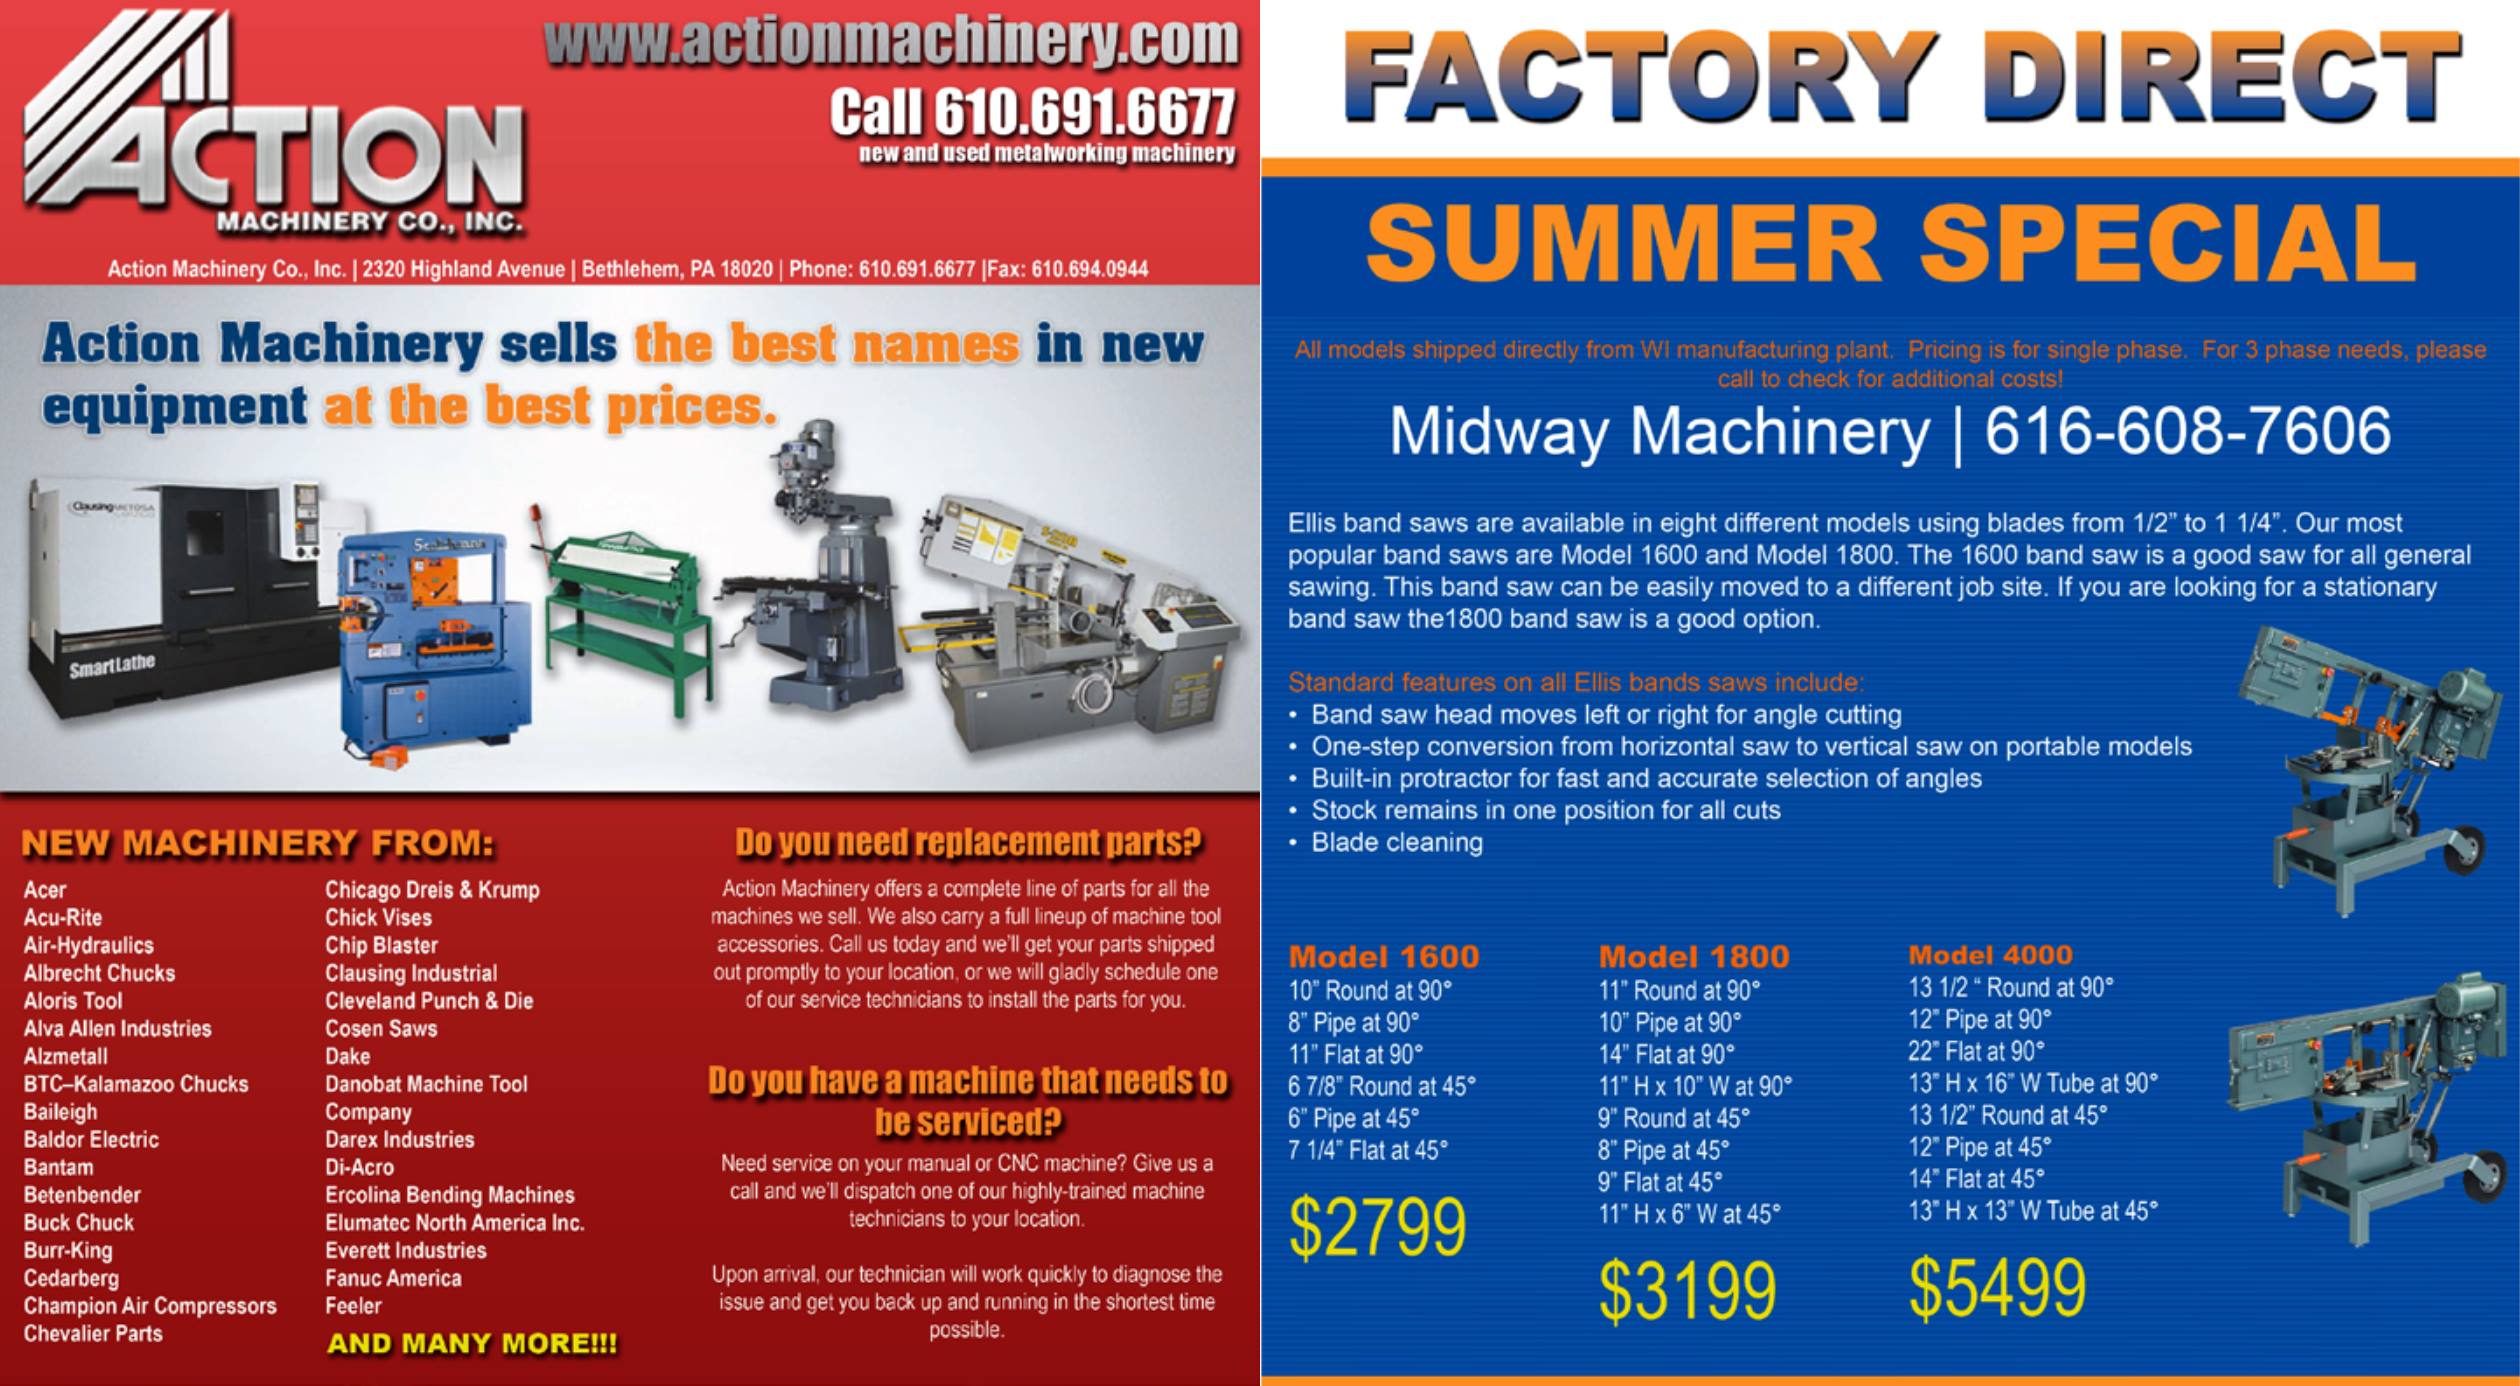 ACTION
MACHINERY CO., INC.
www.actionmachinery.com
Call 610.691.6677
new and used metalworking machinery
Action Machinery Co., Inc. | 2320 Highland Avenue | Bethlehem, PA 18020 | Phone: 610.691.6677 |Fax: 610.694.0944
Action Machinery sells the best names in new
equipment at the best prices.
Clausing METOSA
SmartLathe
Scotchman
NEW MACHINERY FROM:
Acer
Acu-Rite
Air-Hydraulics
Albrecht Chucks
Aloris Tool
Alva Allen Industries
Alzmetall
BTC–Kalamazoo Chucks
Baileigh
Baldor Electric
Bantam
Betenbender
Buck Chuck
Burr-King
Cedarberg
Champion Air Compressors
Chevalier Parts
Chicago Dreis & Krump
Chick Vises
Chip Blaster
Clausing Industrial
Cleveland Punch & Die
Cosen Saws
Dake
Danobat Machine Tool
Company
Darex Industries
Di-Acro
Ercolina Bending Machines
Elumatec North America Inc.
Everett Industries
Fanuc America
Feeler
AND MANY MORE!!!
Do you need replacement parts?
Action Machinery offers a complete line of parts for all the
machines we sell. We also carry a full lineup of machine tool
accessories. Call us today and we'll get your parts shipped
out promptly to your location, or we will gladly schedule one
of our service technicians to install the parts for you.
Do you have a machine that needs to
be serviced?
Need service on your manual or CNC machine? Give us a
call and we'll dispatch one of our highly-trained machine
technicians to your location.
Upon arrival, our technician will work quickly to diagnose the
issue and get you back up and running in the shortest time
possible.
FACTORY DIRECT
SUMMER SPECIAL
All models shipped directly from WI manufacturing plant. Pricing is for single phase. For 3 phase needs, please
call to check for additional costs!
Midway Machinery | 616-608-7606
Ellis band saws are available in eight different models using blades from 1/2” to 1 1/4”. Our most
popular band saws are Model 1600 and Model 1800. The 1600 band saw is a good saw for all general
sawing. This band saw can be easily moved to a different job site. If you are looking for a stationary
band saw the1800 band saw is a good option.
Standard features on all Ellis bands saws include:
• Band saw head moves left or right for angle cutting
• One-step conversion from horizontal saw to vertical saw on portable models
• Built-in protractor for fast and accurate selection of angles
• Stock remains in one position for all cuts
• Blade cleaning
Model 1600
10” Round at 90°
8” Pipe at 90°
11” Flat at 90°
6 7/8” Round at 45°
6” Pipe at 45°
7 1/4” Flat at 45°
$2799
Model 1800
11” Round at 90°
10” Pipe at 90°
14” Flat at 90°
11” H x 10” W at 90°
9” Round at 45°
8” Pipe at 45°
9” Flat at 45°
11” H x 6” W at 45°
$3199
Model 4000
13 1/2 “ Round at 90°
12” Pipe at 90°
22” Flat at 90°
13” H x 16” W Tube at 90°
13 1/2” Round at 45°
12” Pipe at 45°
14” Flat at 45°
13” H x 13” W Tube at 45°
$5499